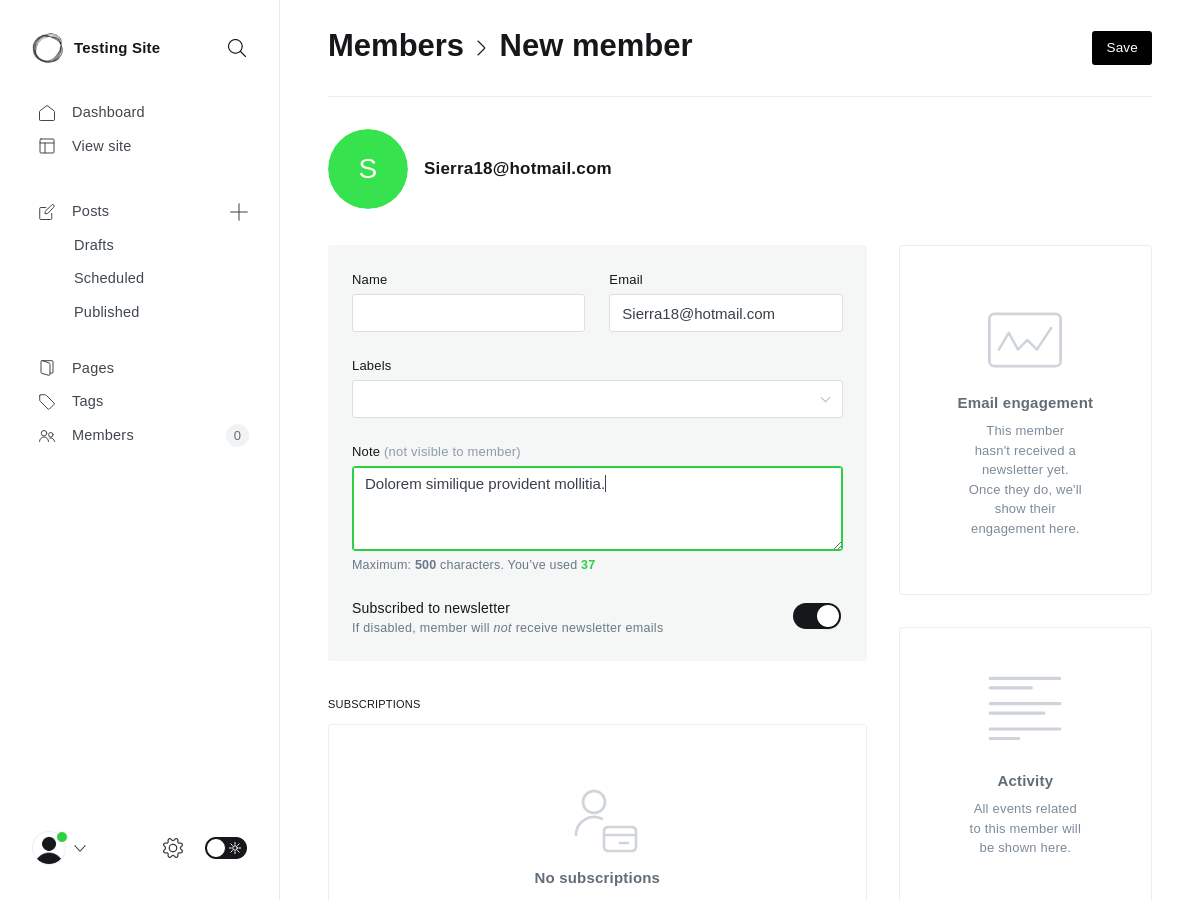 Testing Site
Dashboard
View site
Posts
Drafts
Scheduled
Published
Pages
Tags
Members
0
Members > New member
Save
S
Sierra18@hotmail.com
Name
Email
Sierra18@hotmail.com
Labels
Note (not visible to member)
Dolorem similique provident mollitia.
Maximum: 500 characters. You've used 37
Subscribed to newsletter
If disabled, member will not receive newsletter emails
SUBSCRIPTIONS
No subscriptions
Email engagement
This member
hasn't received a
newsletter yet.
Once they do, we'll
show their
engagement here.
Activity
All events related
to this member will
be shown here.